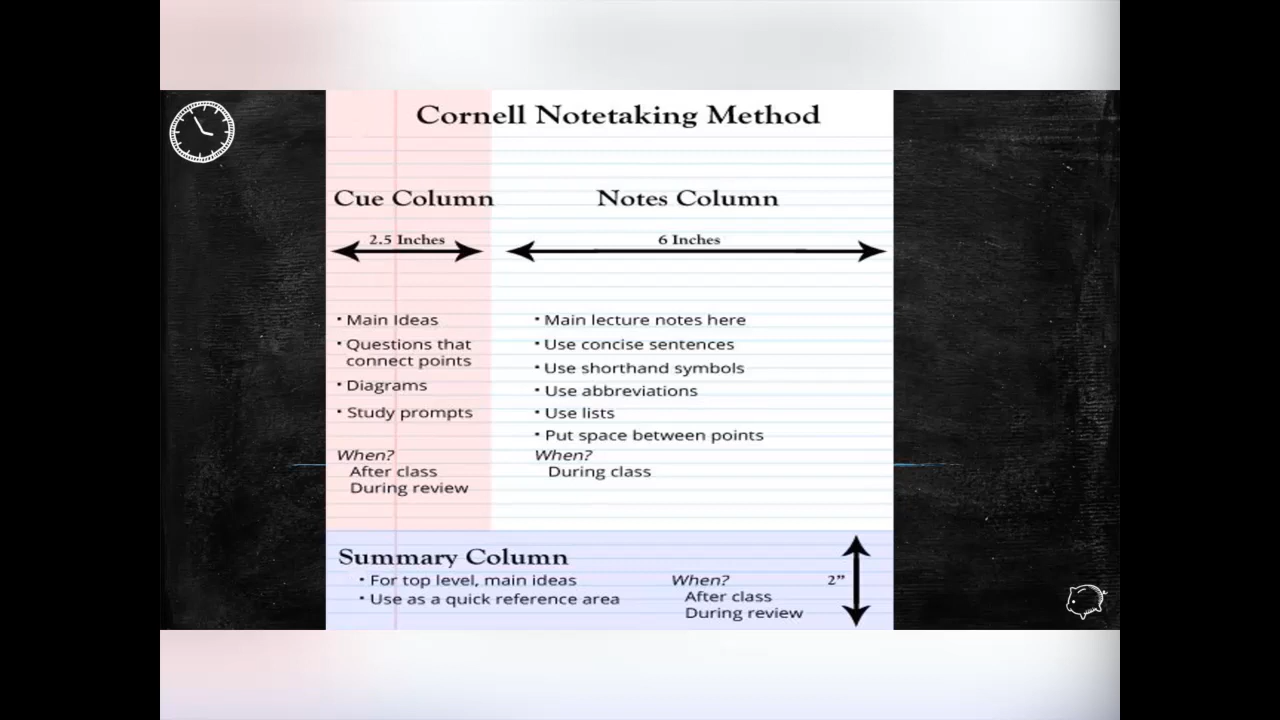 Cornell Notetaking Method
Cue Column
Notes Column
2.5 Inches
6 Inches
• Main Ideas
• Questions that
connect points
• Diagrams
• Study prompts
When?
After class
During review
• Main lecture notes here
• Use concise sentences
• Use shorthand symbols
• Use abbreviations
• Use lists
• Put space between points
When?
During class
Summary Column
• For top level, main ideas
• Use as a quick reference area
When?
After class
During review
2”